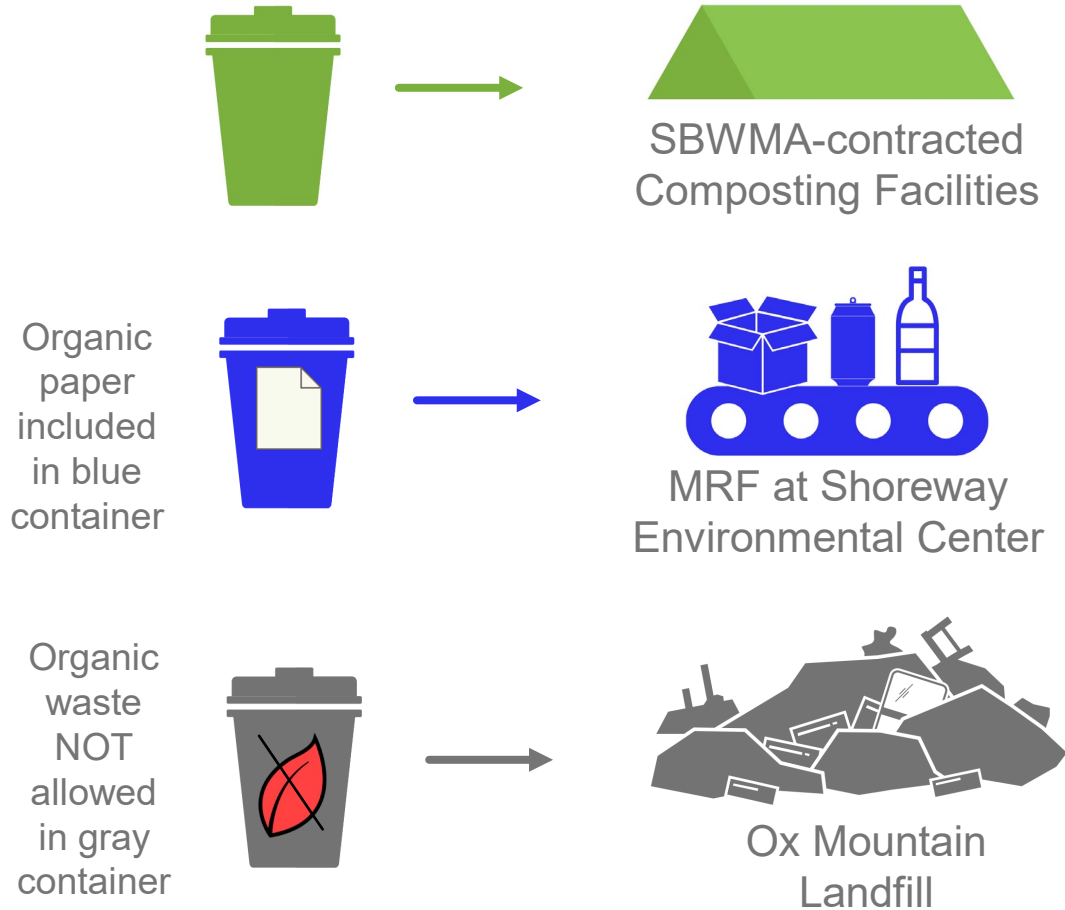 SBWMA-contracted
Composting Facilities
Organic
paper
included
in blue
container
MRF at Shoreway
Environmental Center
Organic
waste
NOT
allowed
in gray
container
Ox Mountain
Landfill